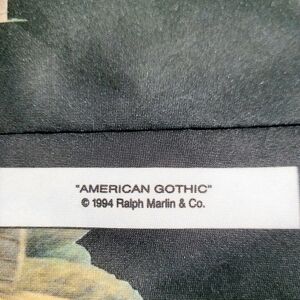 "AMERICAN GOTHIC"
© 1994 Ralph Marlin & Co.